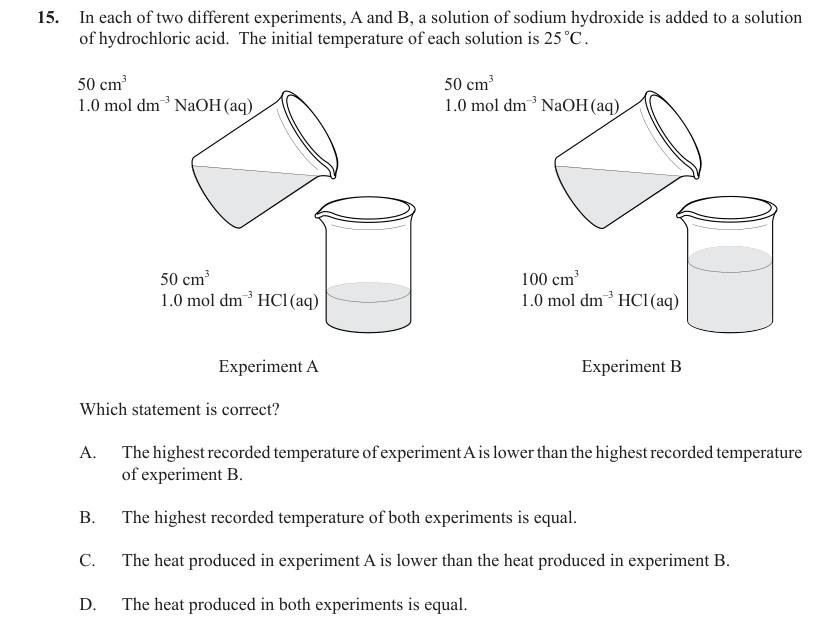 15. In each of two different experiments, A and B, a solution of sodium hydroxide is added to a solution
of hydrochloric acid. The initial temperature of each solution is 25 °C.
50 cm³
1.0 mol dm⁻³ NaOH (aq)
50 cm³
1.0 mol dm⁻³ NaOH (aq)
50 cm³
1.0 mol dm⁻³ HCl (aq)
100 cm³
1.0 mol dm⁻³ HCl (aq)
Experiment A
Experiment B
Which statement is correct?
A. The highest recorded temperature of experiment A is lower than the highest recorded temperature
of experiment B.
B. The highest recorded temperature of both experiments is equal.
C. The heat produced in experiment A is lower than the heat produced in experiment B.
D. The heat produced in both experiments is equal.